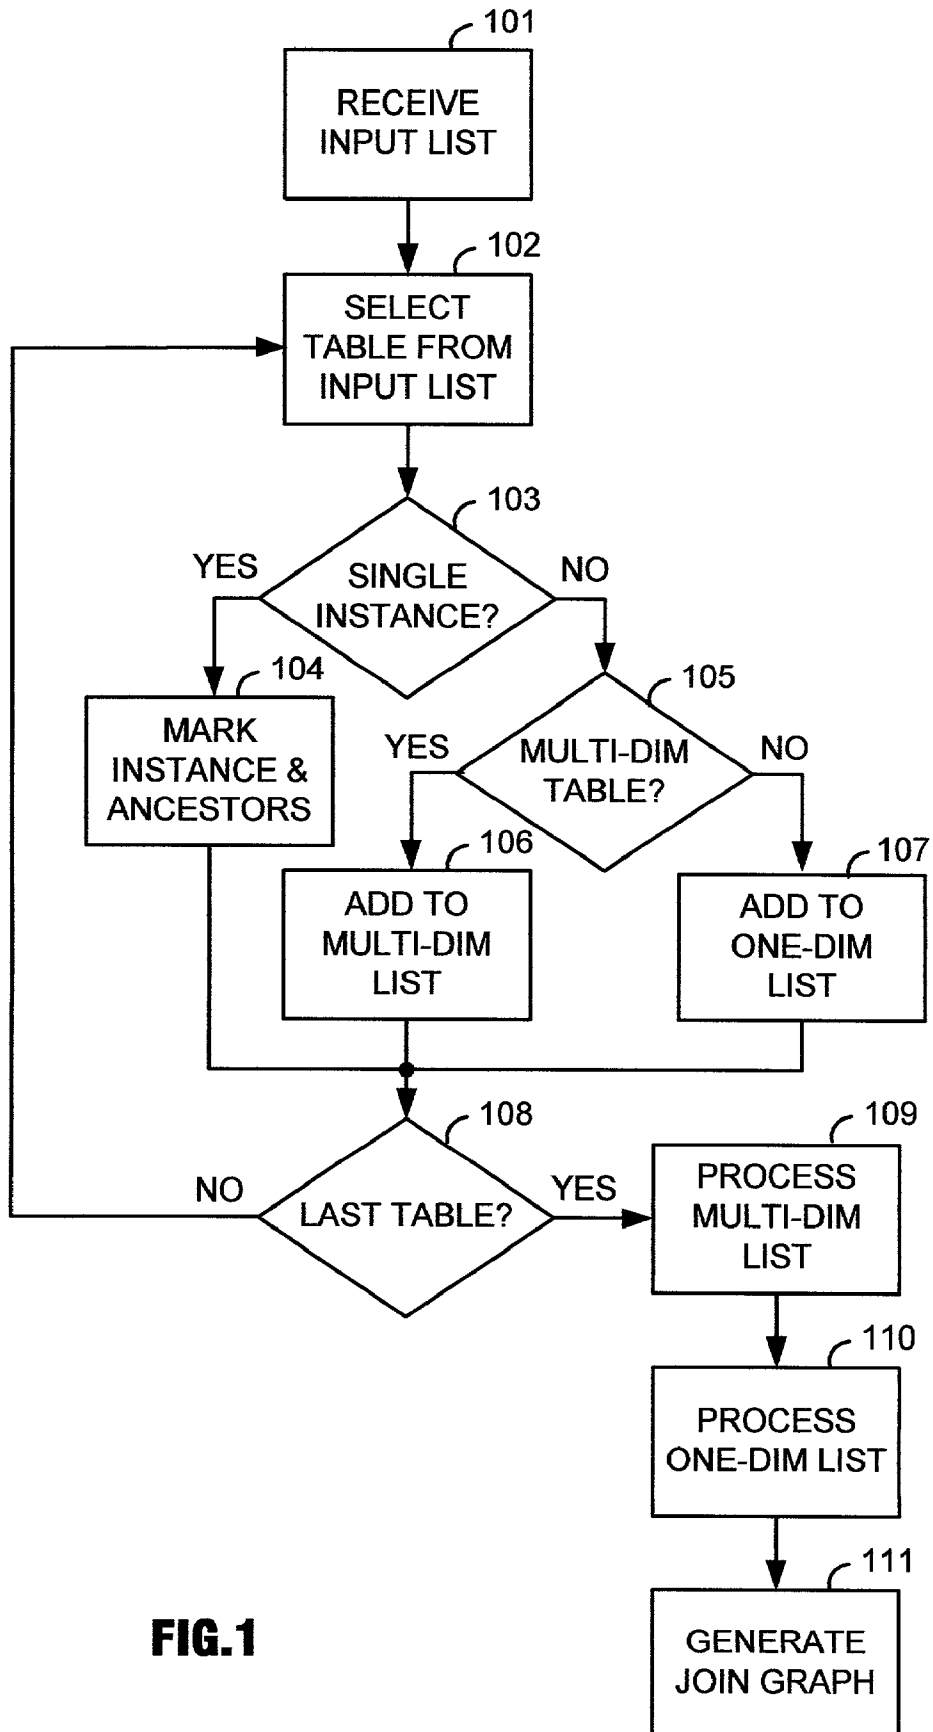 101
RECEIVE
INPUT LIST
102
SELECT
TABLE FROM
INPUT LIST
103
YES
NO
SINGLE
INSTANCE?
104
MARK
INSTANCE &
ANCESTORS
105
YES
NO
MULTI-DIM
TABLE?
106
ADD TO
MULTI-DIM
LIST
107
ADD TO
ONE-DIM
LIST
108
NO
YES
LAST TABLE?
109
PROCESS
MULTI-DIM
LIST
110
PROCESS
ONE-DIM LIST
111
GENERATE
JOIN GRAPH
FIG.1